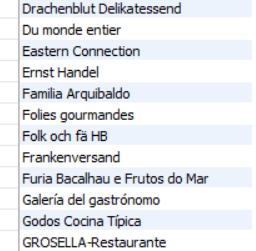 Drachenblut Delikatessend
Du monde entier
Eastern Connection
Ernst Handel
Familia Arquibaldo
Folies gourmandes
Folk och fä HB
Frankenversand
Furia Bacalhau e Frutos do Mar
Galería del gastrónomo
Godos Cocina Típica
GROSELLA-Restaurante